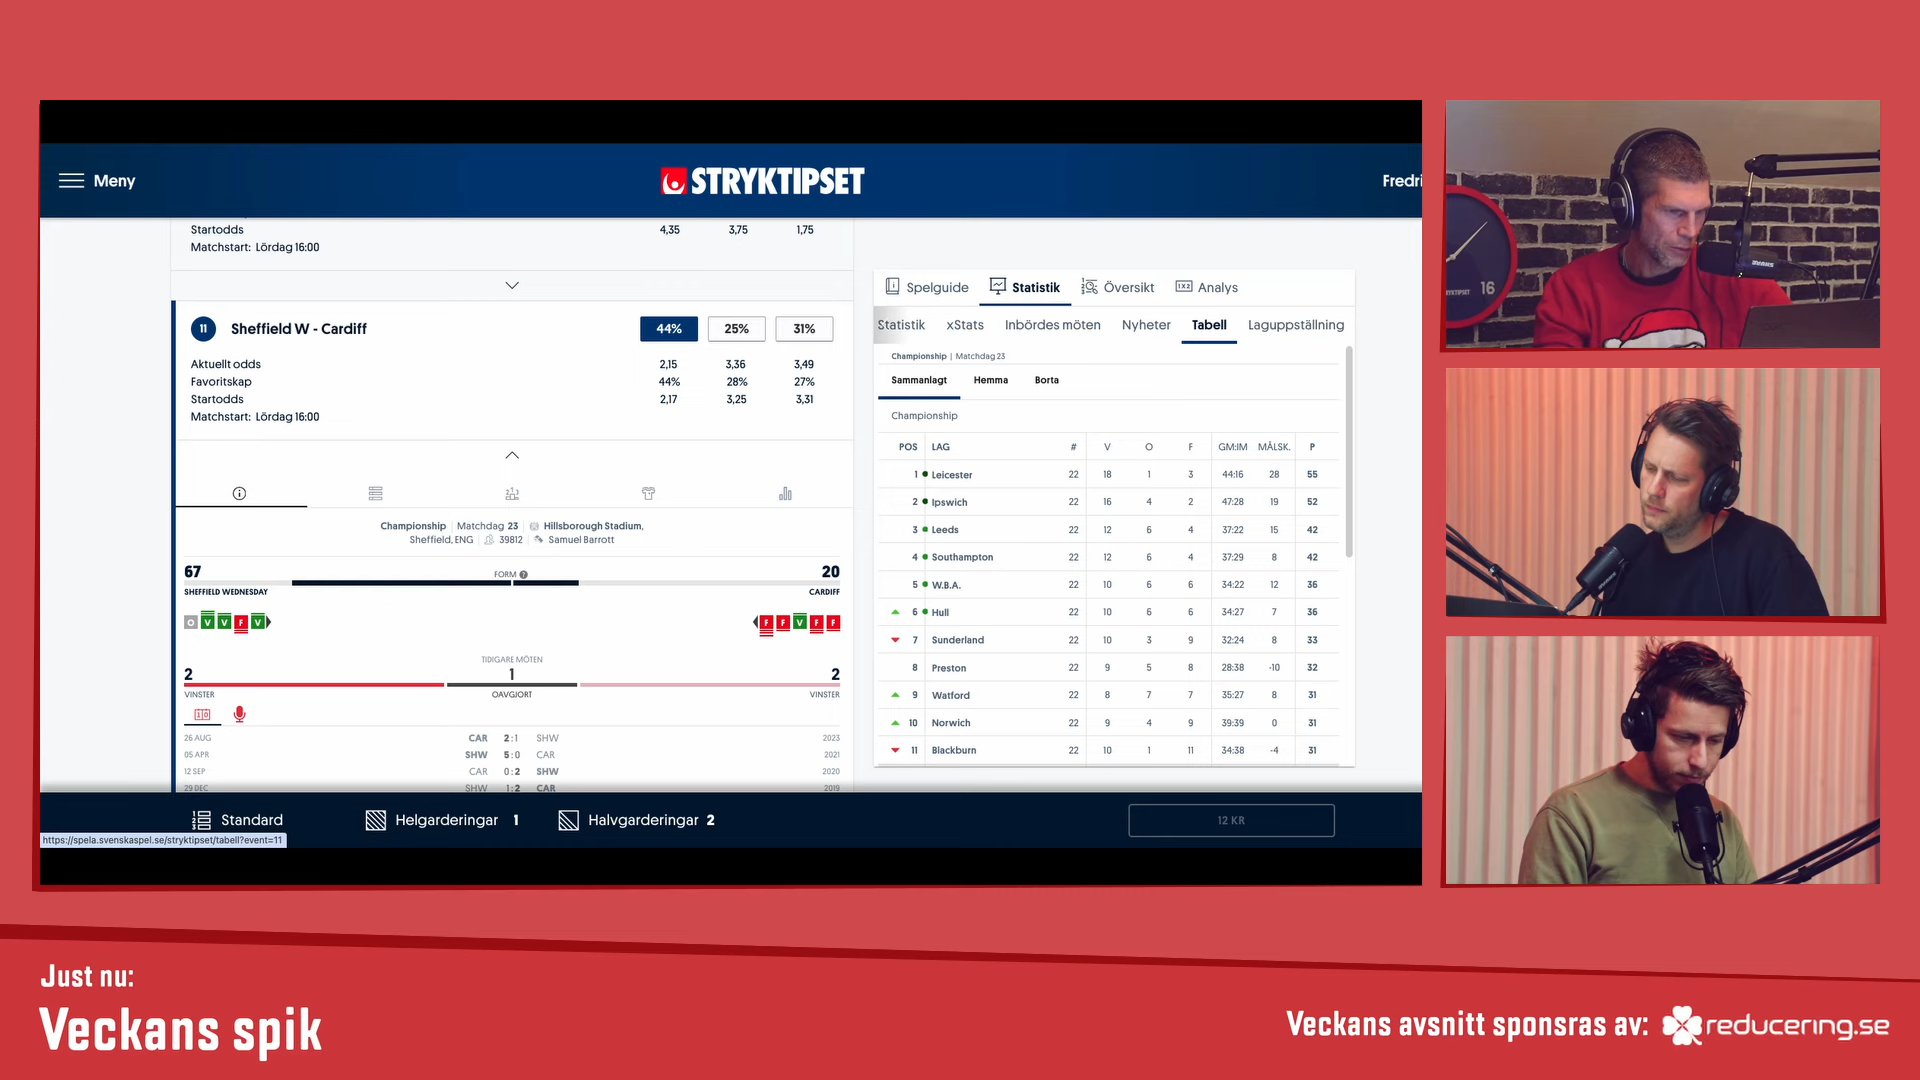 Meny
STRYKTIPSET
Fredri
Startodds 4,35 3,75 1,75
Matchstart: Lördag 16:00
11 Sheffield W - Cardiff 44% 25% 31%
Aktuellt odds 2,15 3,36 3,49
Favoritskap 44% 28% 27%
Startodds 2,17 3,25 3,31
Matchstart: Lördag 16:00
Championship | Matchdag 23 | Hillsborough Stadium,
Sheffield, ENG | 39812 | Samuel Barrott
67 FORM ? 20
SHEFFIELD WEDNESDAY CARDIFF
O V V F V F F V F F
TIDIGARE MÖTEN
2 1 2
VINSTER OAVGJORT VINSTER
26 AUG CAR 2:1 SHW 2023
05 APR SHW 5:0 CAR 2021
12 SEP CAR 0:2 SHW 2020
29 DEC SHW 1:2 CAR 2019
Spelguide Statistik Översikt Analys
Statistik xStats Inbördes möten Nyheter Tabell Laguppställning
Championship | Matchdag 23
Sammanlagt Hemma Borta
Championship
POS LAG # V O F GM:IM MÅLSK. P
1 Leicester 22 18 1 3 44:16 28 55
2 Ipswich 22 16 4 2 47:28 19 52
3 Leeds 22 12 6 4 37:22 15 42
4 Southampton 22 12 6 4 37:29 8 42
5 W.B.A. 22 10 6 6 34:22 12 36
6 Hull 22 10 6 6 34:27 7 36
7 Sunderland 22 10 3 9 32:24 8 33
8 Preston 22 9 5 8 28:38 -10 32
9 Watford 22 8 7 7 35:27 8 31
10 Norwich 22 9 4 9 39:39 0 31
11 Blackburn 22 10 1 11 34:38 -4 31
Standard Helgarderingar 1 Halvgarderingar 2 12 KR
https://spela.svenskaspel.se/stryktipset/tabell?event=11
16
Just nu:
Veckans spik
Veckans avsnitt sponsras av: reducering.se